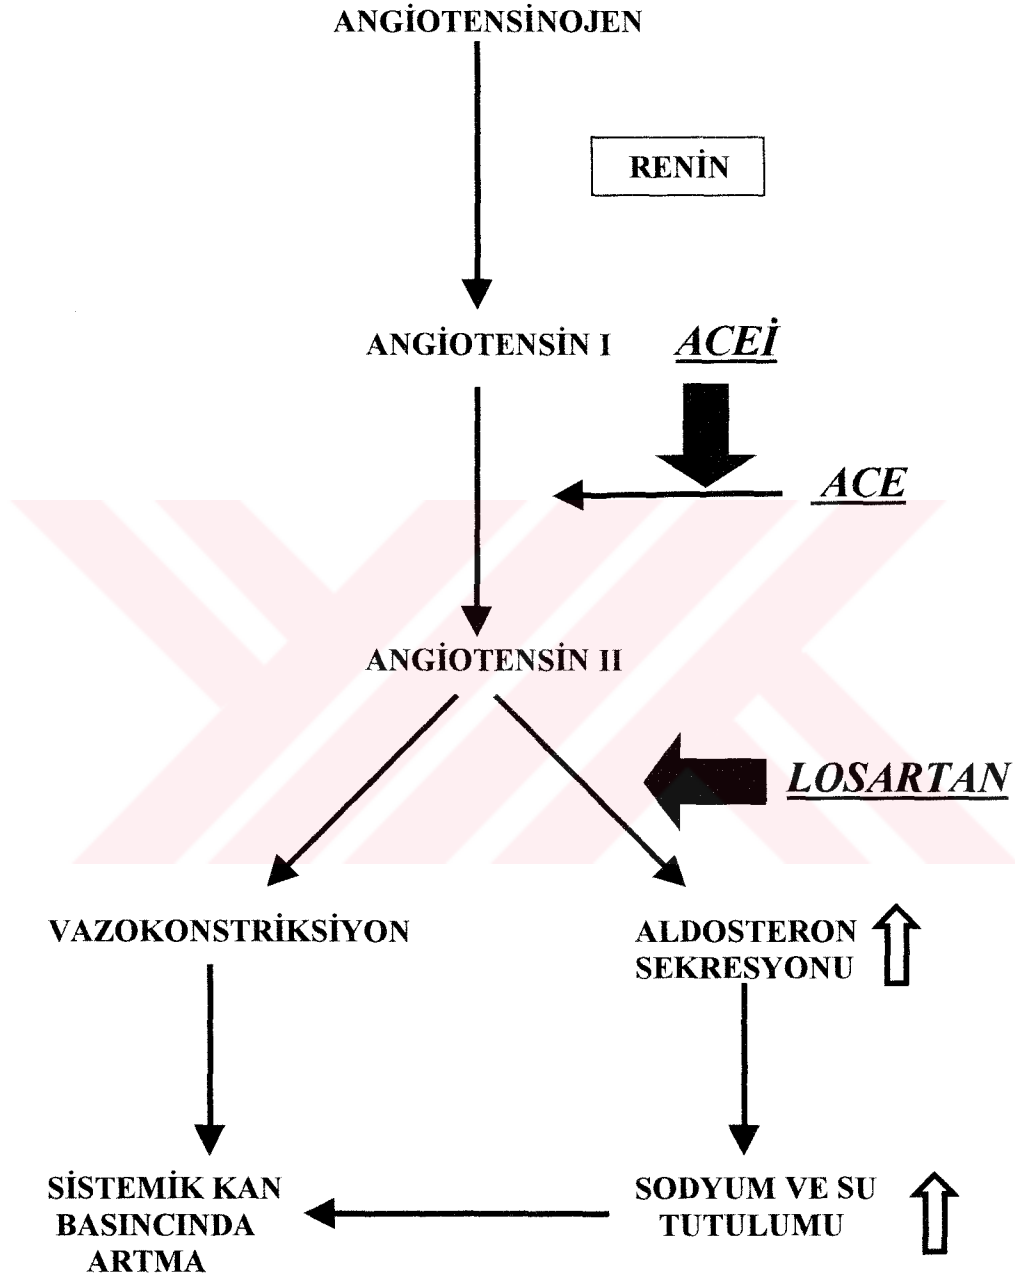 ANGİOTENSİNOJEN
RENİN
ANGİOTENSİN I
ACEİ
ACE
ANGİOTENSİN II
LOSARTAN
VAZOKONSTRİKSİYON
ALDOSTERON
SEKRESYONU
SİSTEMİK KAN
BASINCINDA
ARTMA
SODYUM VE SU
TUTULUMU